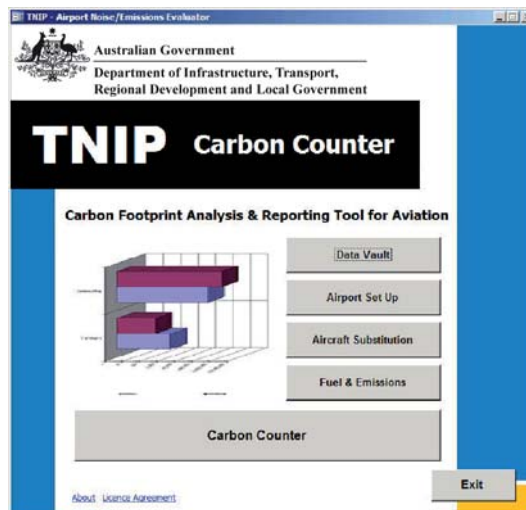 TNIP - Airport Noise/Emissions Evaluator
Australian Government
Department of Infrastructure, Transport,
Regional Development and Local Government
TNIP Carbon Counter
Carbon Footprint Analysis & Reporting Tool for Aviation
Data Vault
Airport Set Up
Aircraft Substitution
Fuel & Emissions
Carbon Counter
Exit
About Licence Agreement